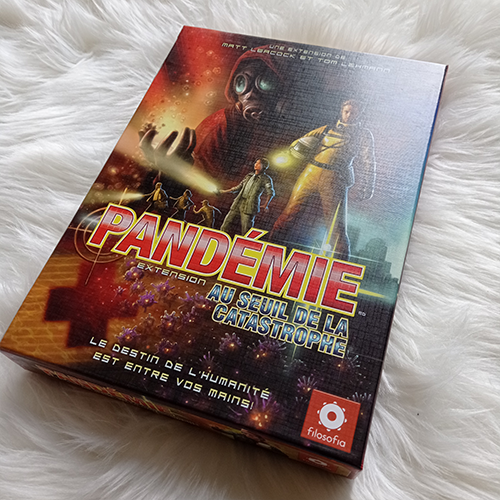 UNE EXTENSION DE
MATT LEACOCK ET TOM LEHMANN
PANDÉMIE
EXTENSION
AU SEUIL DE LA
CATASTROPHE
LE DESTIN DE L'HUMANITÉ
EST ENTRE VOS MAINS!
filosofia